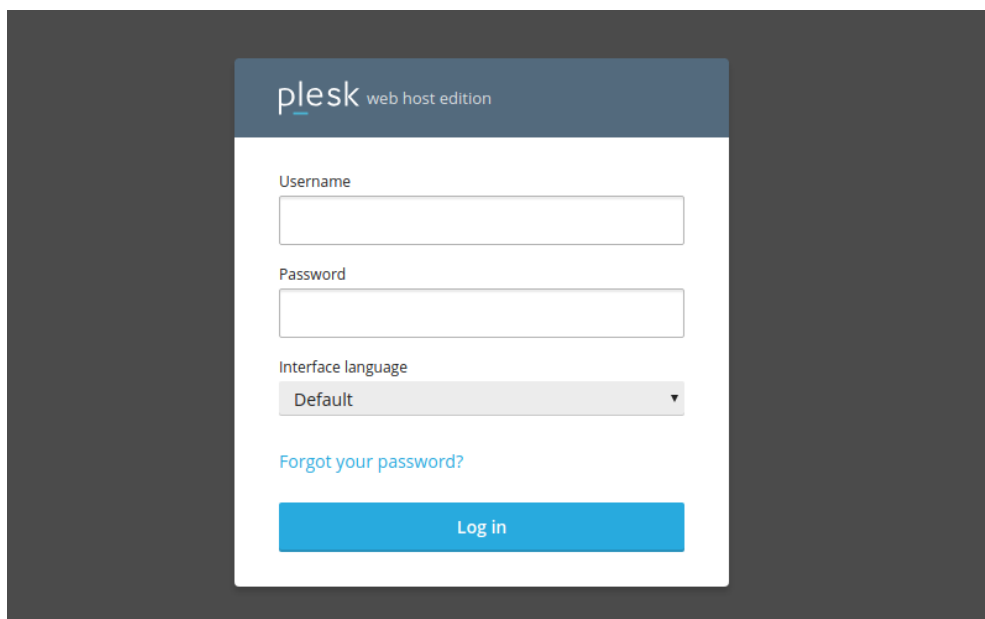 plesk web host edition
Username
Password
Interface language
Default
Forgot your password?
Log in